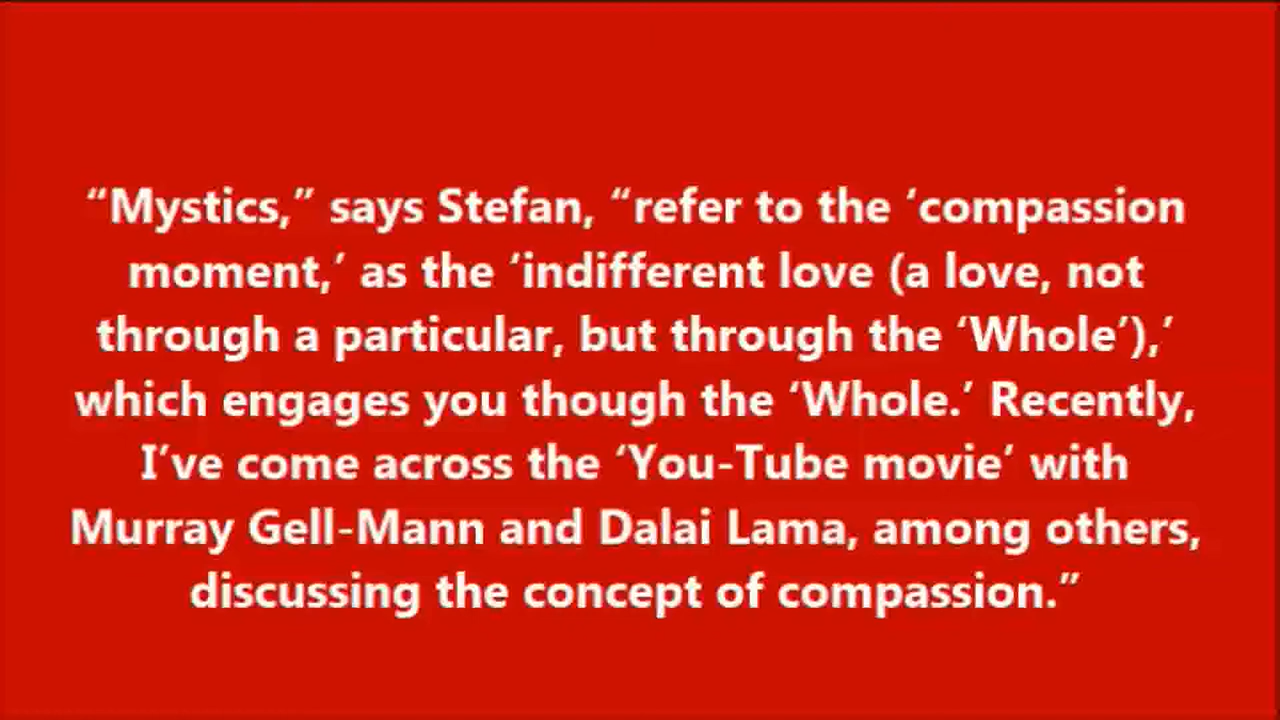 “Mystics,” says Stefan, “refer to the ‘compassion
moment,’ as the ‘indifferent love (a love, not
through a particular, but through the ‘Whole’),’
which engages you though the ‘Whole.’ Recently,
I’ve come across the ‘You-Tube movie’ with
Murray Gell-Mann and Dalai Lama, among others,
discussing the concept of compassion.”